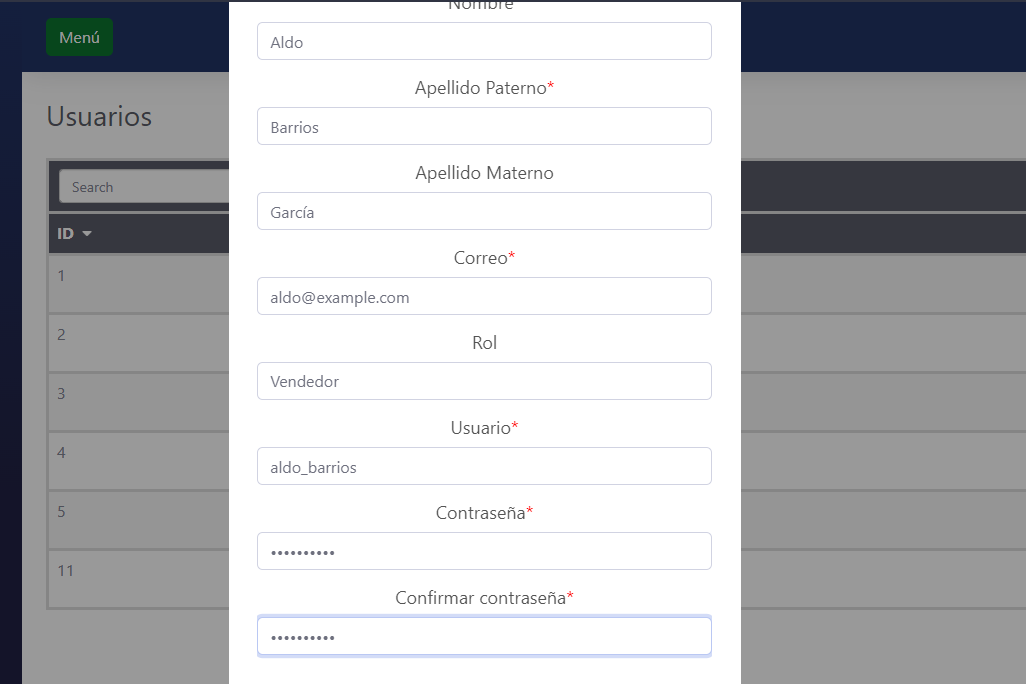 Menú
Usuarios
Search
ID
1
2
3
4
5
11
Nombre
Aldo
Apellido Paterno*
Barrios
Apellido Materno
García
Correo*
aldo@example.com
Rol
Vendedor
Usuario*
aldo_barrios
Contraseña*
••••••••••
Confirmar contraseña*
••••••••••